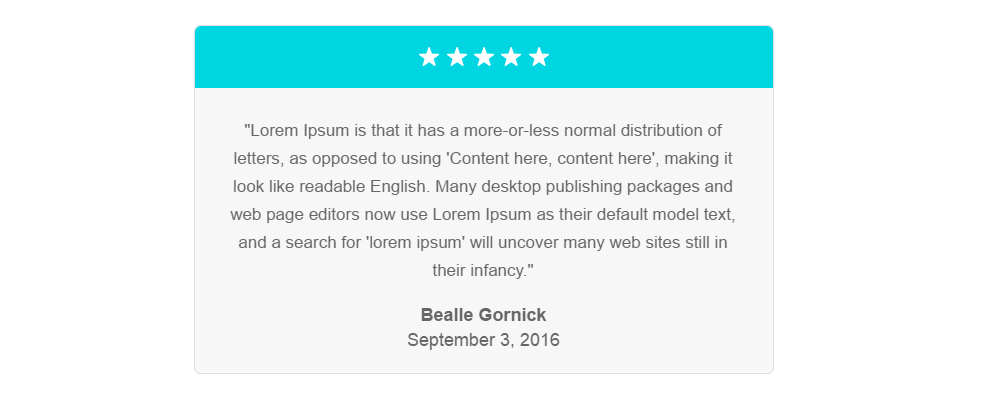 "Lorem Ipsum is that it has a more-or-less normal distribution of
letters, as opposed to using 'Content here, content here', making it
look like readable English. Many desktop publishing packages and
web page editors now use Lorem Ipsum as their default model text,
and a search for 'lorem ipsum' will uncover many web sites still in
their infancy."
Bealle Gornick
September 3, 2016